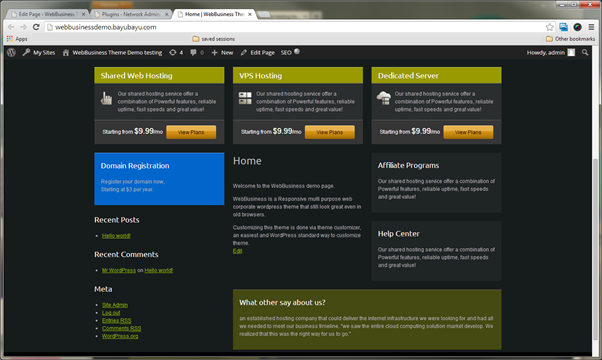 Edit Page - WebBusiness
Plugins - Network Admin:
Home | WebBusiness Them
webbusinessdemo.bayubayu.com
Apps
saved sessions
Other bookmarks
My Sites
WebBusiness Theme Demo testing
4
0
New
Edit Page
SEO
Howdy, admin
Shared Web Hosting
Our shared hosting service offer a
combination of Powerful features, reliable
uptime, fast speeds and great value!
Starting from $9.99/mo
View Plans
VPS Hosting
Our shared hosting service offer a
combination of Powerful features, reliable
uptime, fast speeds and great value!
Starting from $9.99/mo
View Plans
Dedicated Server
Our shared hosting service offer a
combination of Powerful features, reliable
uptime, fast speeds and great value!
Starting from $9.99/mo
View Plans
Domain Registration
Register your domain now.
Starting at $3 per year.
Recent Posts
Hello world!
Recent Comments
Mr WordPress on Hello world!
Meta
Site Admin
Log out
Entries RSS
Comments RSS
WordPress.org
Home
Welcome to the WebBusiness demo page.
WebBusiness is a Responsive multi purpose web
corporate wordpress theme that still look great even in
old browsers.
Customizing this theme is done via theme customizer,
an easiest and WordPress standard way to customize
theme.
Edit
Affiliate Programs
Our shared hosting service offer a combination of
Powerful features, reliable uptime, fast speeds
and great value!
Help Center
Our shared hosting service offer a combination of
Powerful features, reliable uptime, fast speeds
and great value!
What other say about us?
an established hosting company that could deliver the internet infrastructure we were looking for and had all
we needed to meet our business timeline. "we saw the entire cloud computing solution market develop. We
realized that this was the right way for us to go."